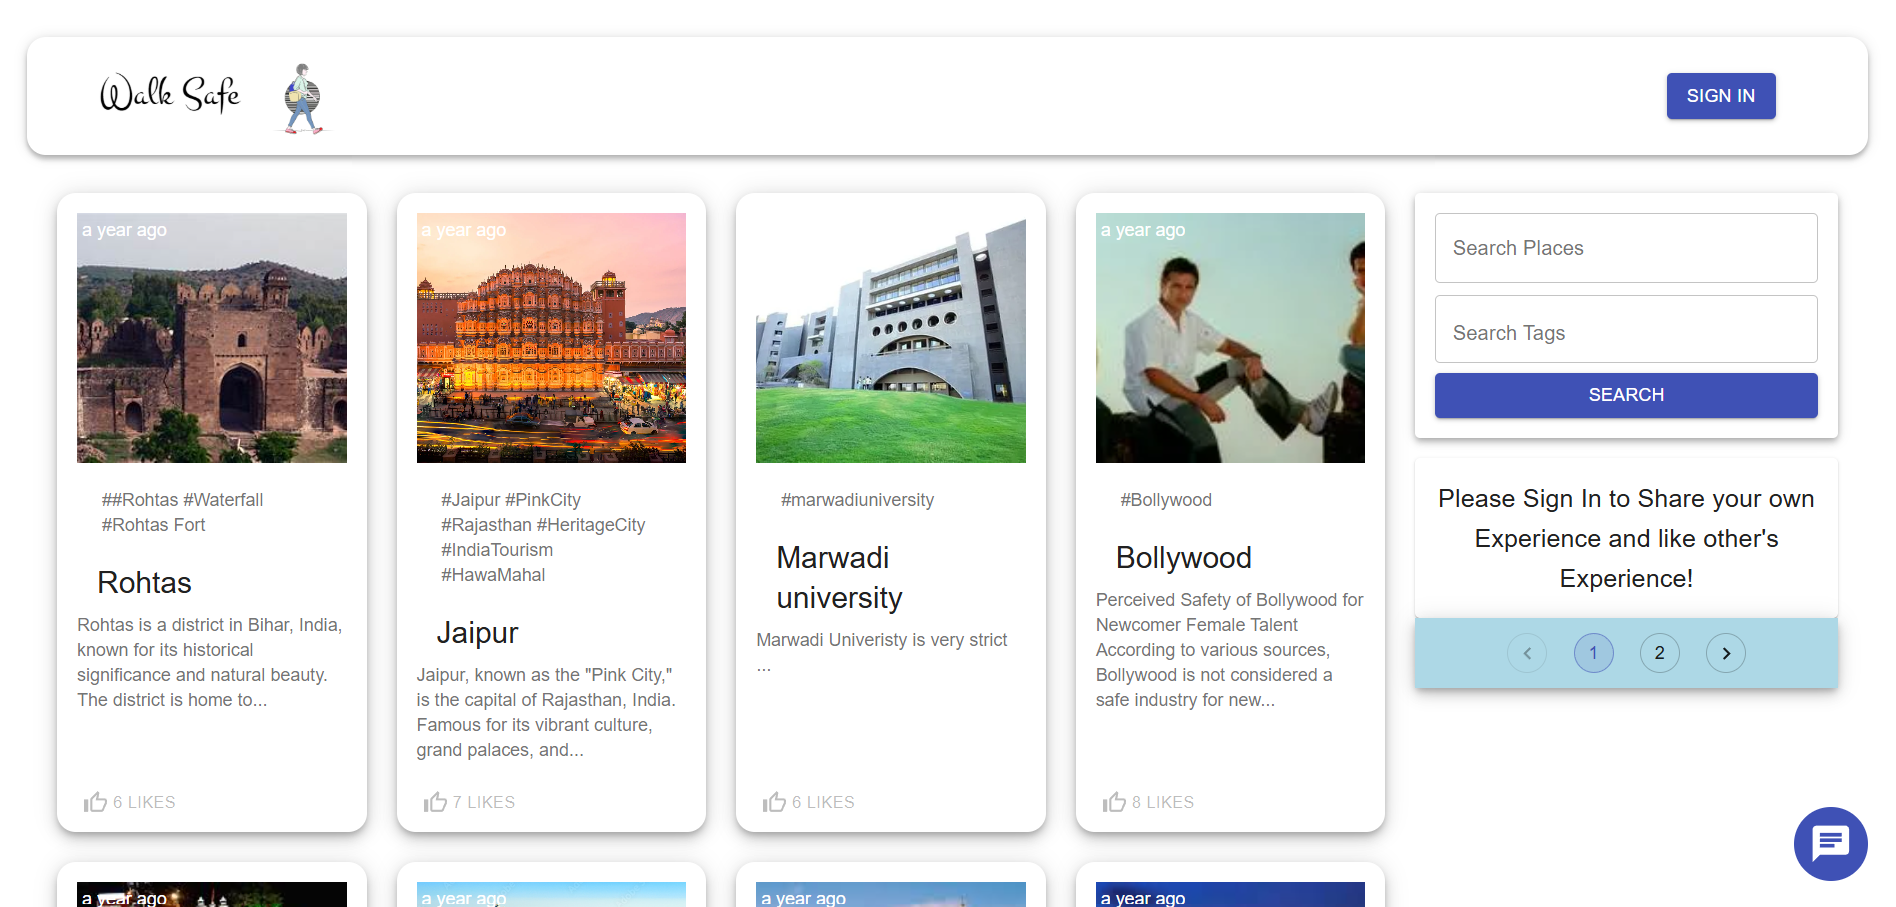 Walk Safe
SIGN IN
a year ago
##Rohtas #Waterfall
#Rohtas Fort
Rohtas
Rohtas is a district in Bihar, India,
known for its historical
significance and natural beauty.
The district is home to...
6 LIKES
a year ago
#Jaipur #PinkCity
#Rajasthan #HeritageCity
#IndiaTourism
#HawaMahal
Jaipur
Jaipur, known as the "Pink City,"
is the capital of Rajasthan, India.
Famous for its vibrant culture,
grand palaces, and...
7 LIKES
#marwadiuniversity
Marwadi
university
Marwadi Univeristy is very strict
...
6 LIKES
a year ago
#Bollywood
Bollywood
Perceived Safety of Bollywood for
Newcomer Female Talent
According to various sources,
Bollywood is not considered a
safe industry for new...
8 LIKES
Search Places
Search Tags
SEARCH
Please Sign In to Share your own
Experience and like other's
Experience!
1
2
a year ago
a year ago
a year ago
a year ago